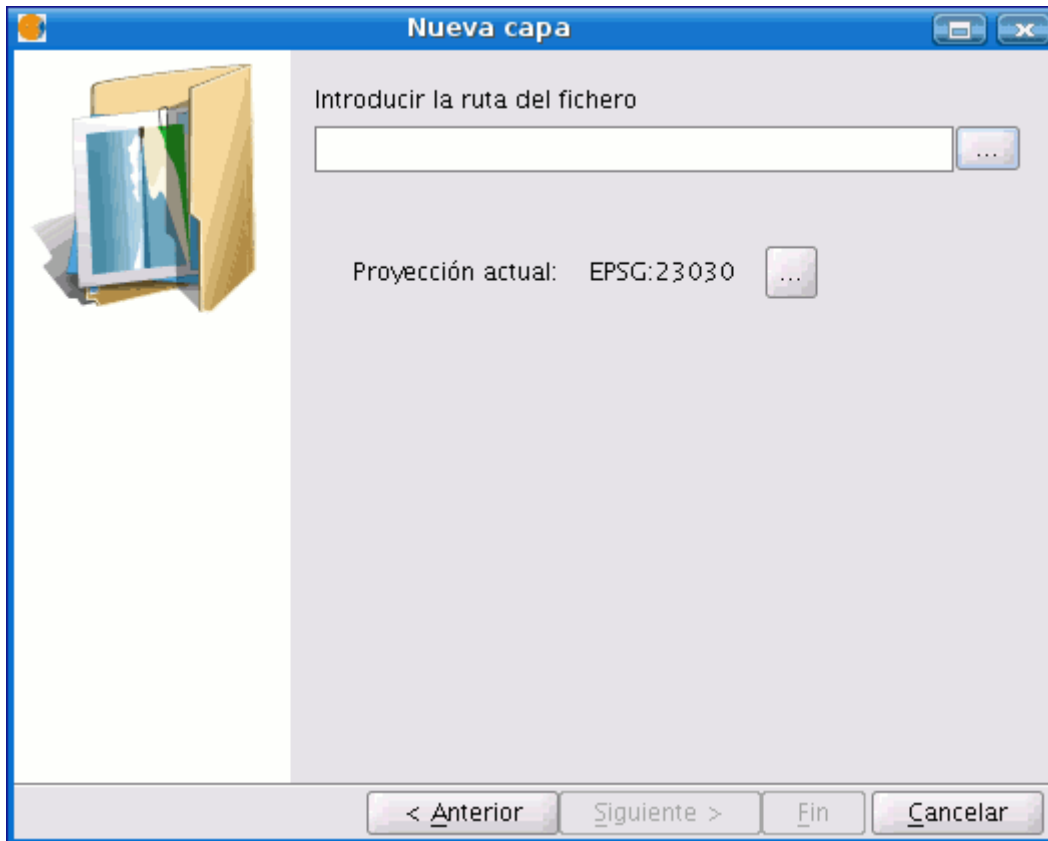 Nueva capa
Introducir la ruta del fichero
...
Proyección actual: EPSG:23030 ...
< Anterior Siguiente > Fin Cancelar